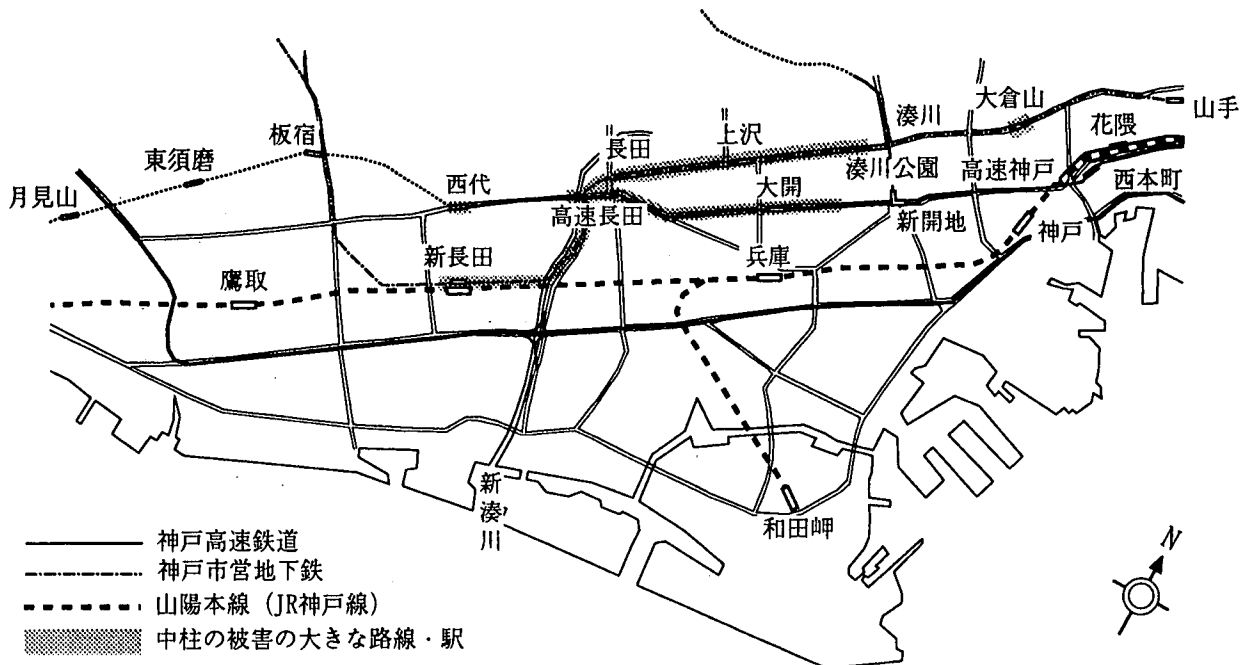 大倉山
山手
湊川
花隈
上沢
長田
板宿
東須磨
湊川公園
高速神戸
西本町
月見山
西代
大開
高速長田
新開地
神戸
兵庫
新長田
鷹取
新湊川
和田岬
N
神戸高速鉄道
神戸市営地下鉄
山陽本線（JR神戸線）
中柱の被害の大きな路線・駅